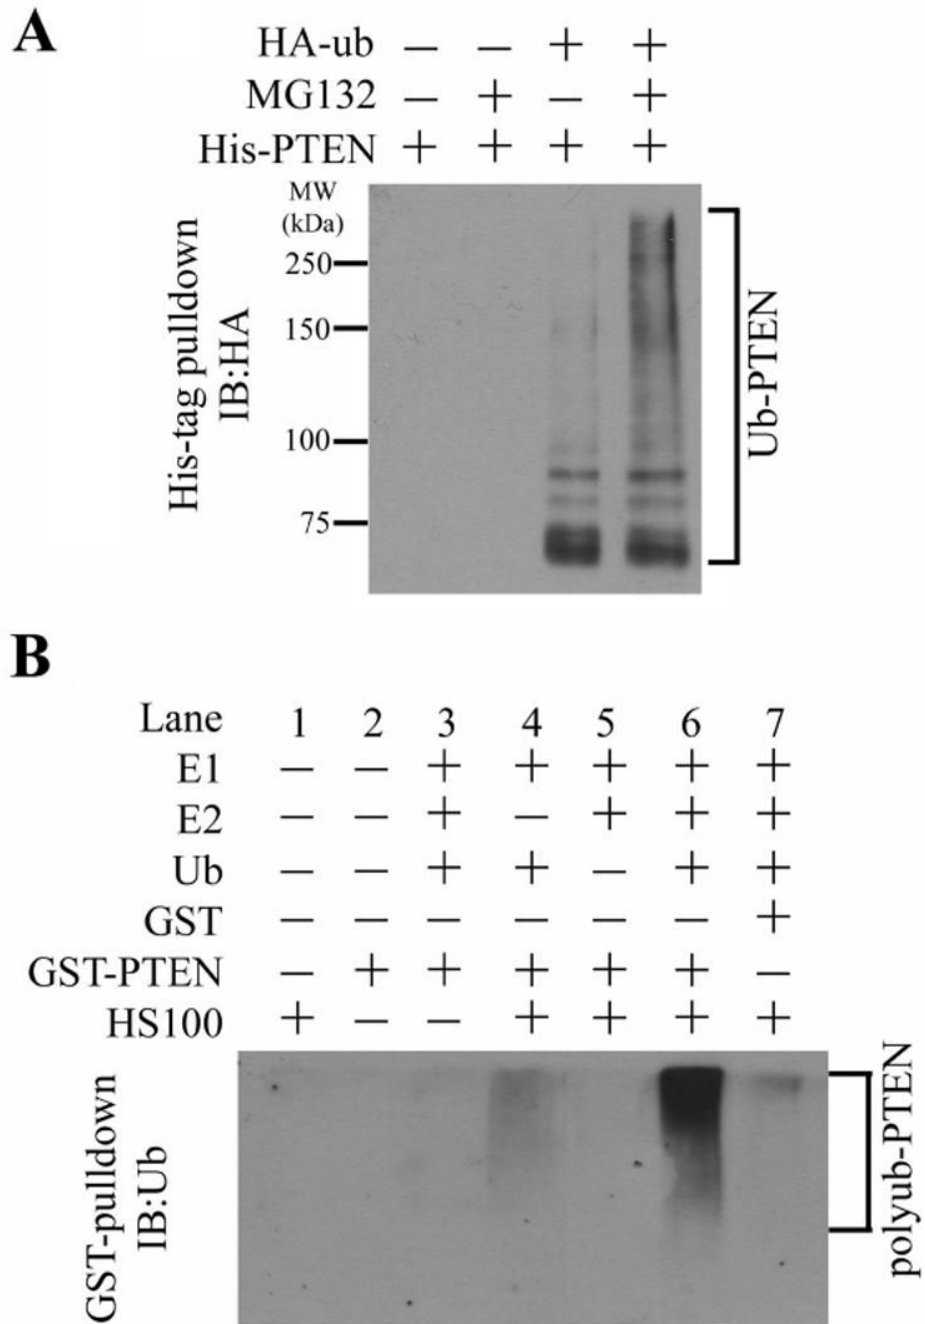 A
HA-ub − − + +
MG132 − + − +
His-PTEN + + + +
MW
(kDa)
250
150
100
75
His-tag pulldown
IB:HA
Ub-PTEN
B
Lane 1 2 3 4 5 6 7
E1 − − + + + + +
E2 − − + − + + +
Ub − − + + − + +
GST − − − − − − +
GST-PTEN − + + + + + −
HS100 + − − + + + +
GST-pulldown
IB:Ub
polyub-PTEN